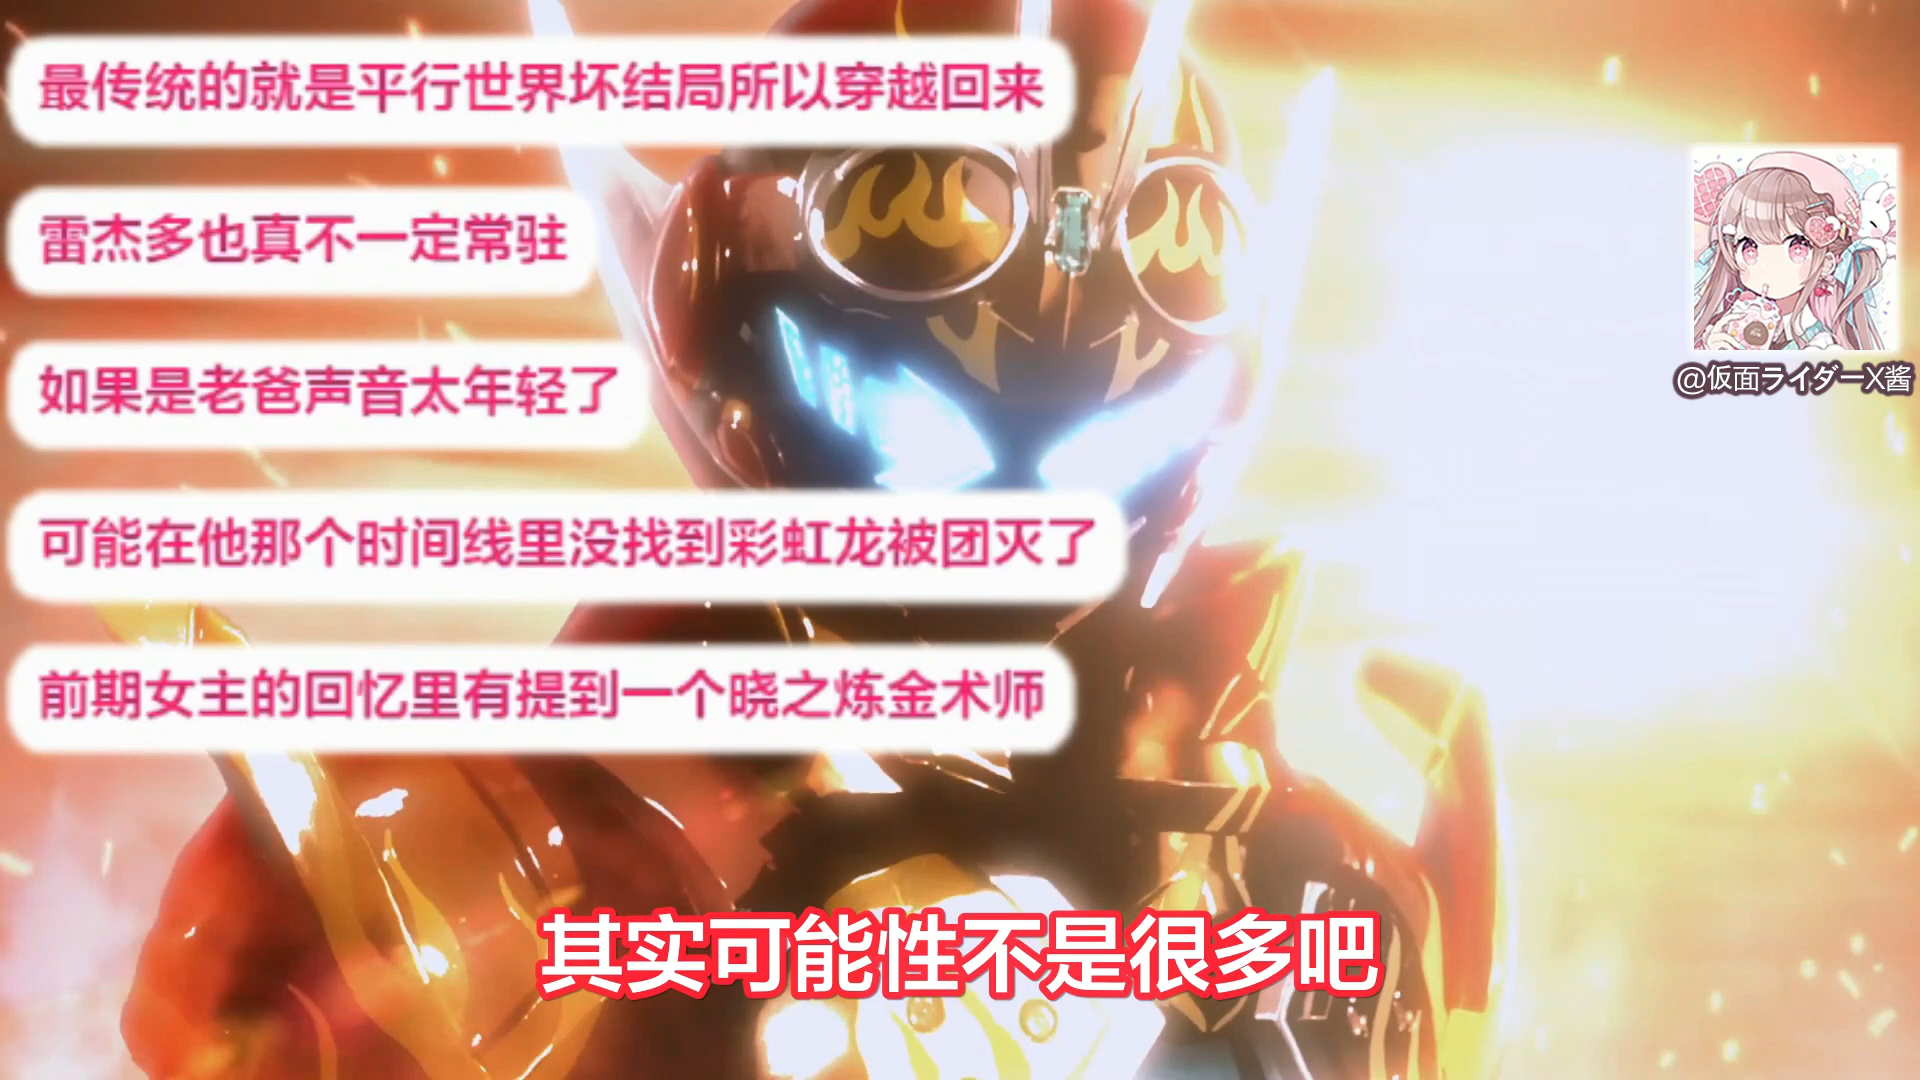 最传统的就是平行世界坏结局所以穿越回来
雷杰多也真不一定常驻
如果是老爸声音太年轻了
@仮面ライダーX酱
可能在他那个时间线里没找到彩虹龙被团灭了
前期女主的回忆里有提到一个晓之炼金术师
其实可能性不是很多吧